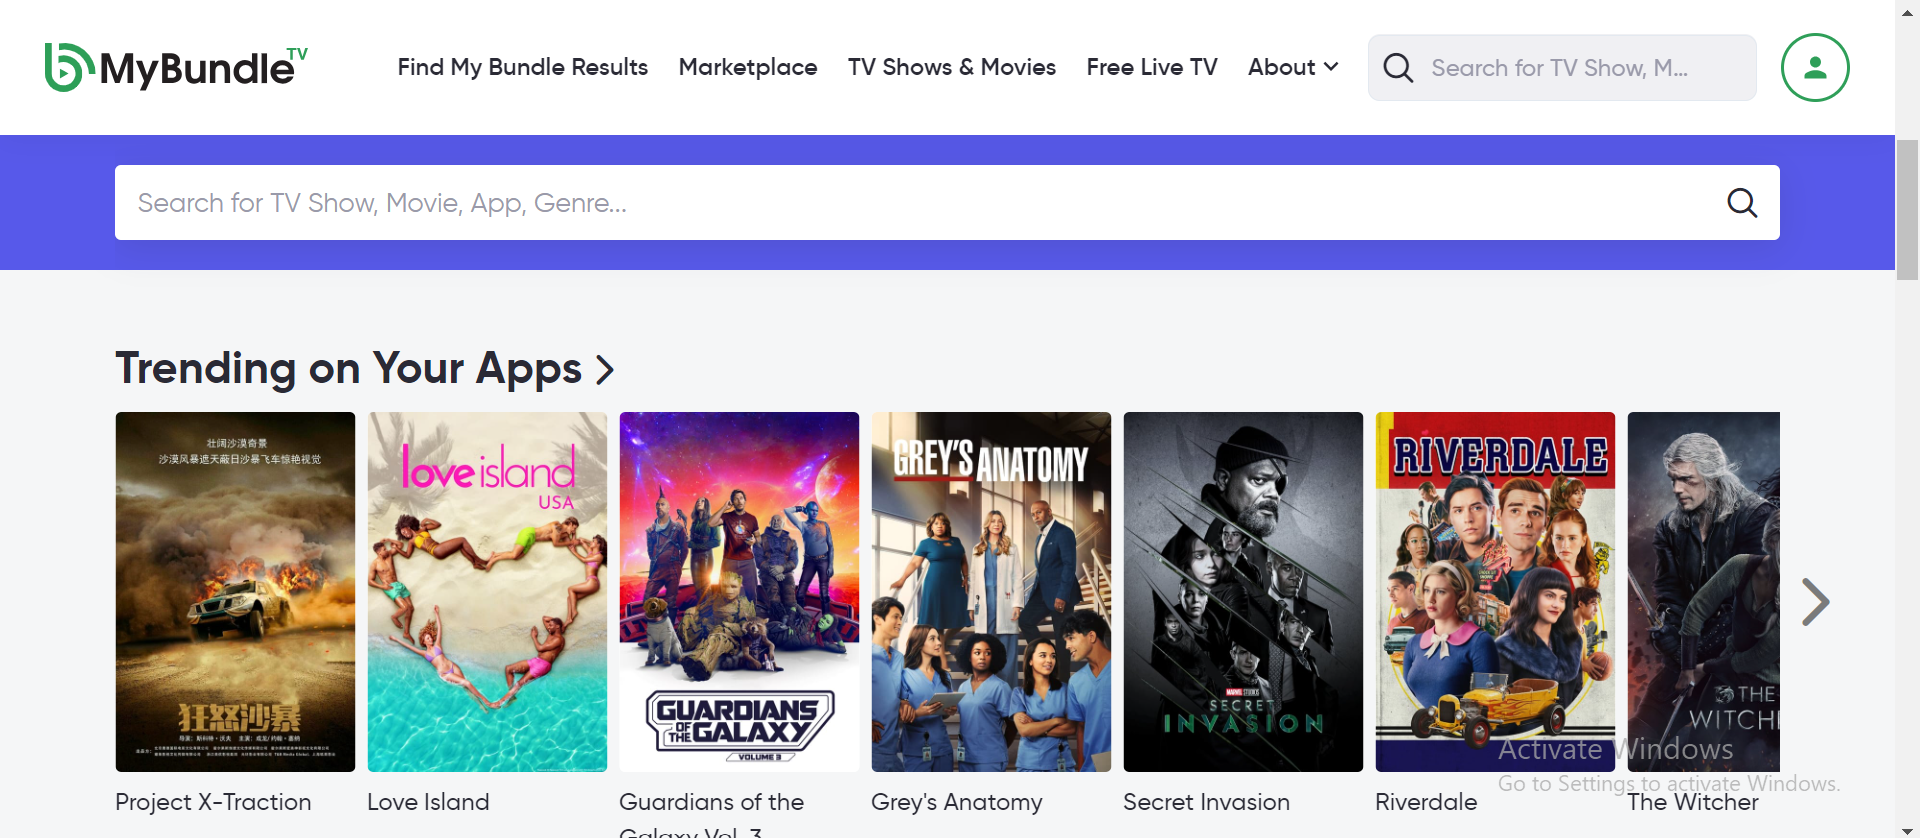 MyBundle TV
Find My Bundle Results
Marketplace
TV Shows & Movies
Free Live TV
About
Search for TV Show, M...
Search for TV Show, Movie, App, Genre...
Trending on Your Apps
壮阔沙漠奇景
沙漠风暴遮天蔽日沙暴飞车惊艳视觉
狂怒沙暴
love island
USA
GUARDIANS
OF THE GALAXY
VOLUME 3
GREY'S ANATOMY
MARVEL STUDIOS
SECRET
INVASION
RIVERDALE
THE
WITCHE
Project X-Traction
Love Island
Guardians of the
Galaxy Vol. 3
Grey's Anatomy
Secret Invasion
Riverdale
The Witcher
Activate Windows
Go to Settings to activate Windows.